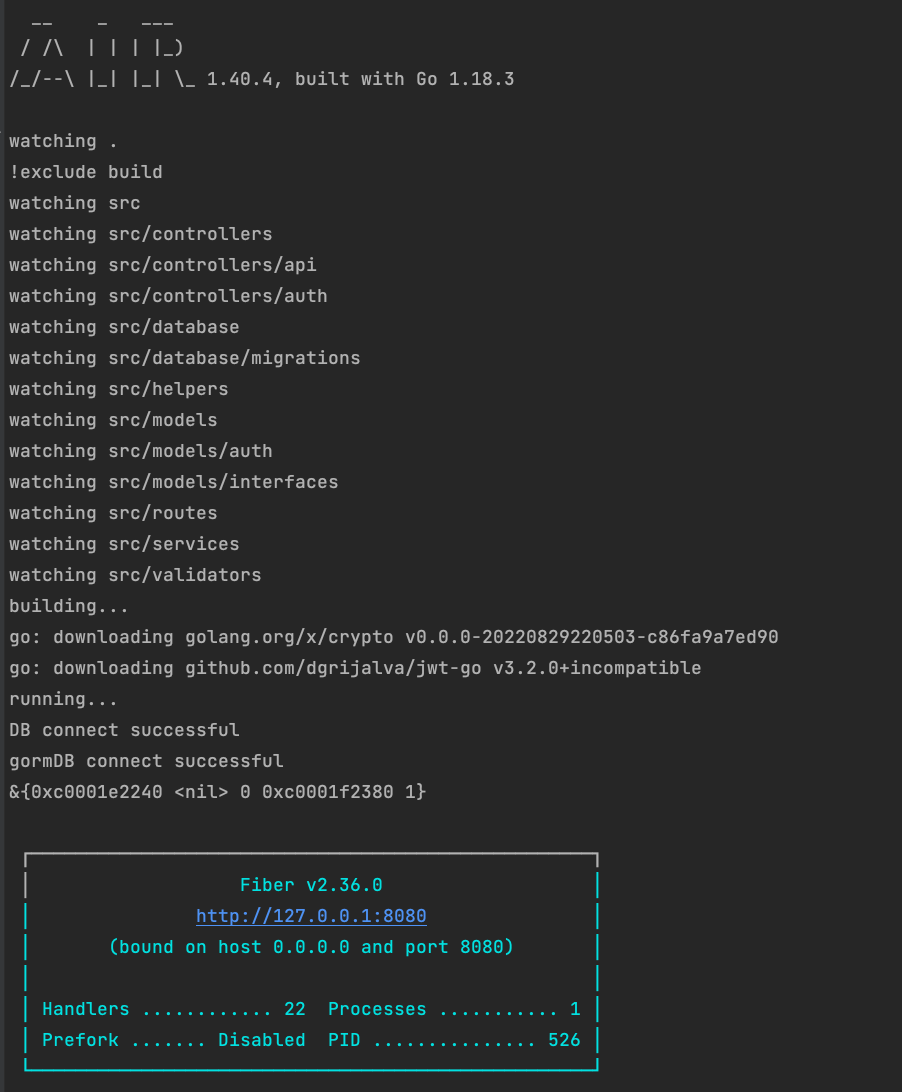 __    _   ___
 / /\  | | | |_)
/_/--\ |_| |_| \_ 1.40.4, built with Go 1.18.3

watching .
!exclude build
watching src
watching src/controllers
watching src/controllers/api
watching src/controllers/auth
watching src/database
watching src/database/migrations
watching src/helpers
watching src/models
watching src/models/auth
watching src/models/interfaces
watching src/routes
watching src/services
watching src/validators
building...
go: downloading golang.org/x/crypto v0.0.0-20220829220503-c86fa9a7ed90
go: downloading github.com/dgrijalva/jwt-go v3.2.0+incompatible
running...
DB connect successful
gormDB connect successful
&{0xc0001e2240 <nil> 0 0xc0001f2380 1}

Fiber v2.36.0
http://127.0.0.1:8080
(bound on host 0.0.0.0 and port 8080)

Handlers ............ 22  Processes ........... 1
Prefork ....... Disabled  PID ............... 526